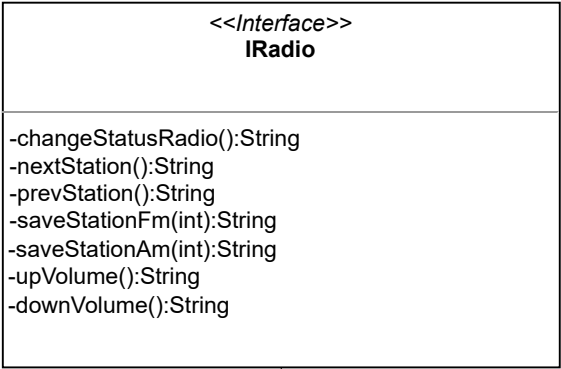 <<Interface>>
IRadio
-changeStatusRadio():String
-nextStation():String
-prevStation():String
-saveStationFm(int):String
-saveStationAm(int):String
-upVolume():String
-downVolume():String